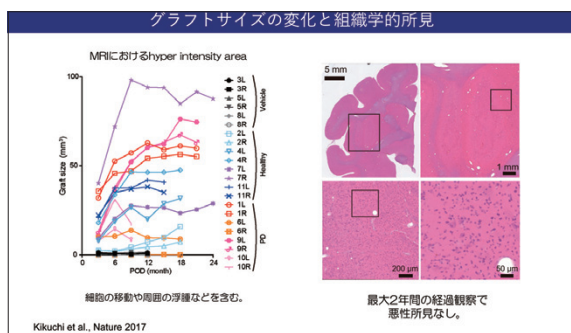 グラフトサイズの変化と組織学的所見
MRIにおけるhyper intensity area
Graft size (mm³)
100
50
0
0
6
12
18
24
POD (month)
3L
3R
5L
5R
8L
8R
2L
2R
4L
4R
7L
7R
11L
11R
1L
1R
6L
6R
9L
9R
10L
10R
Vehicle
Healthy
PD
細胞の移動や周囲の浮腫などを含む。
Kikuchi et al., Nature 2017
5 mm
1 mm
200 μm
50 μm
最大2年間の経過観察で
悪性所見なし。